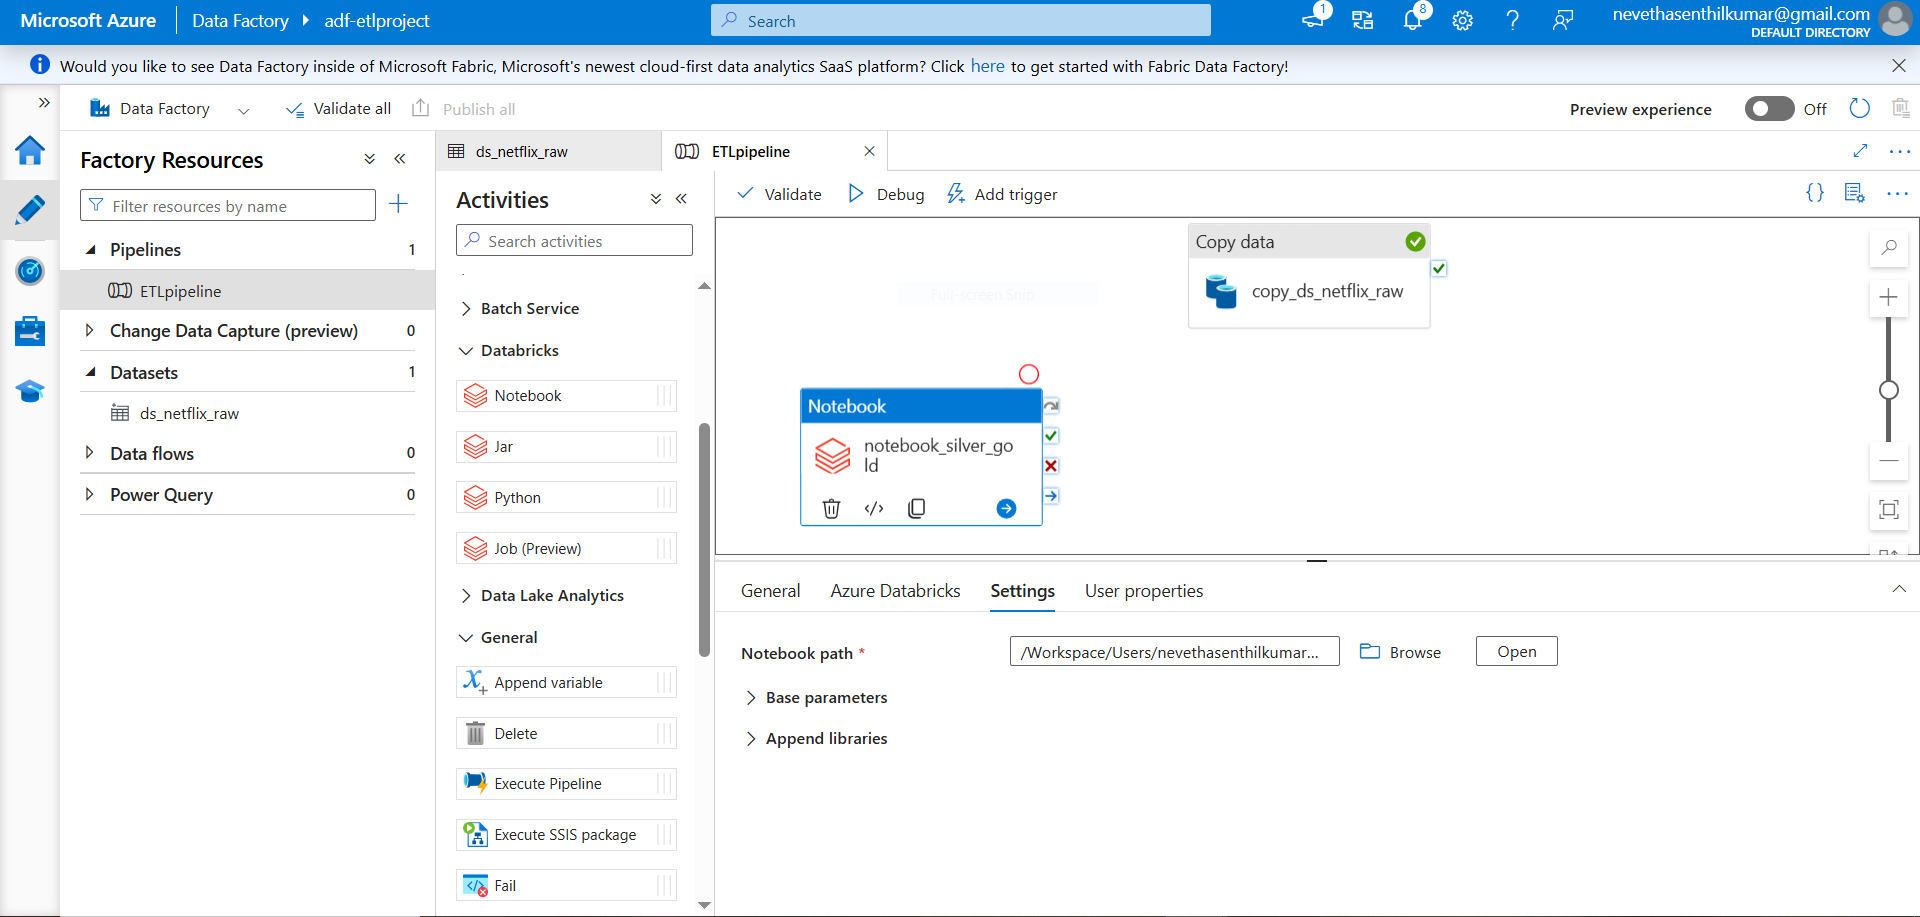 Microsoft Azure
Data Factory
adf-etlproject
Search
1
8
nevethasenthilkumar@gmail.com
DEFAULT DIRECTORY
Would you like to see Data Factory inside of Microsoft Fabric, Microsoft's newest cloud-first data analytics SaaS platform? Click here to get started with Fabric Data Factory!
Data Factory
Validate all
Publish all
Preview experience
Off
Factory Resources
Filter resources by name
Pipelines 1
ETLpipeline
Change Data Capture (preview) 0
Datasets 1
ds_netflix_raw
Data flows 0
Power Query 0
ds_netflix_raw
ETLpipeline
Activities
Search activities
Batch Service
Databricks
Notebook
Jar
Python
Job (Preview)
Data Lake Analytics
General
Append variable
Delete
Execute Pipeline
Execute SSIS package
Fail
Validate
Debug
Add trigger
Full-screen Snip
Copy data
copy_ds_netflix_raw
Notebook
notebook_silver_go
ld
General
Azure Databricks
Settings
User properties
Notebook path *
/Workspace/Users/nevethasenthilkumar...
Browse
Open
Base parameters
Append libraries